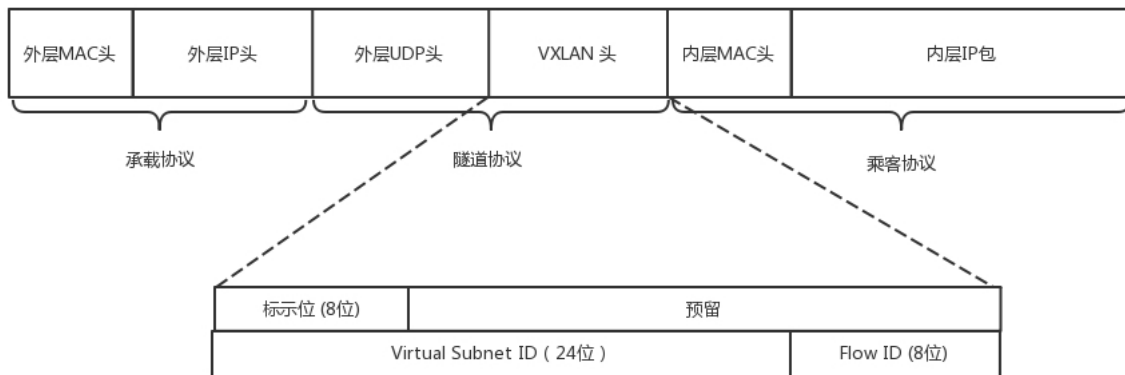 外层MAC头 外层IP头 外层UDP头 VXLAN 头 内层MAC头 内层IP包
承载协议 隧道协议 乘客协议
标示位 (8位) 预留
Virtual Subnet ID ( 24位 ) Flow ID (8位)